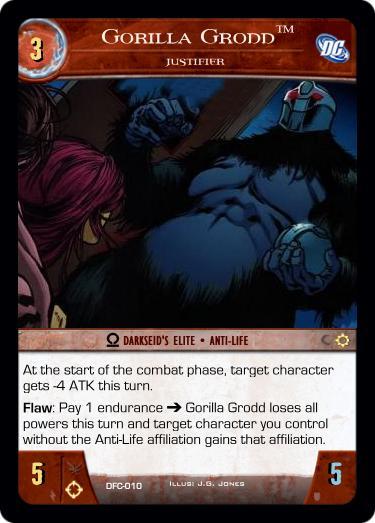 3
GORILLA GRODD™
DC
JUSTIFIER
DARKSEID'S ELITE • ANTI-LIFE
At the start of the combat phase, target character
gets -4 ATK this turn.
Flaw: Pay 1 endurance ➔ Gorilla Grodd loses all
powers this turn and target character you control
without the Anti-Life affiliation gains that affiliation.
5
DFC-010
ILLUS: J.G. JONES
5